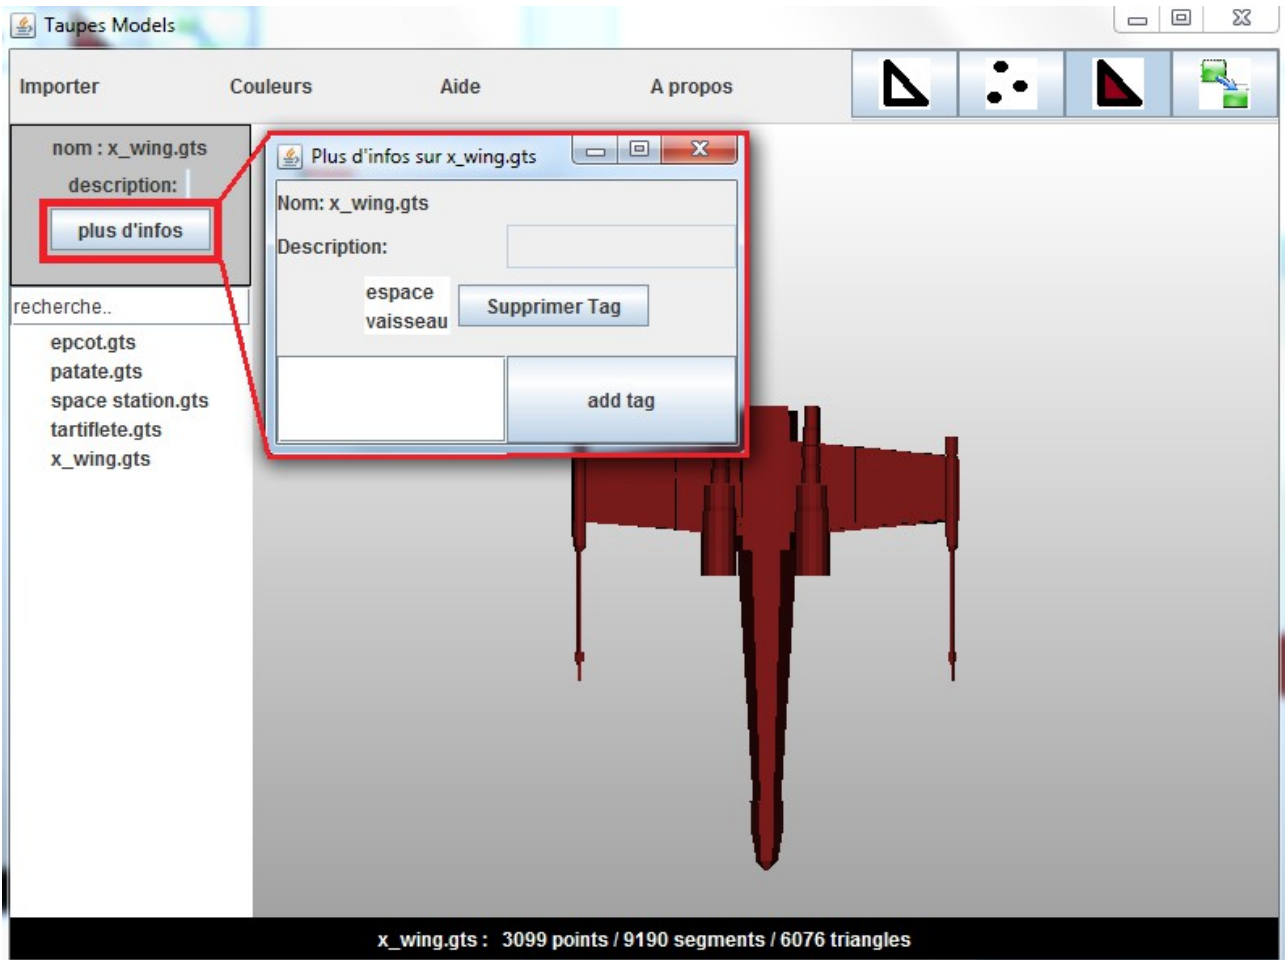 Taupes Models
Importer Couleurs Aide A propos
nom : x_wing.gts
description:
plus d'infos
recherche..
epcot.gts
patate.gts
space station.gts
tartiflete.gts
x_wing.gts
Plus d'infos sur x_wing.gts
Nom: x_wing.gts
Description:
espace
vaisseau
Supprimer Tag
add tag
x_wing.gts : 3099 points / 9190 segments / 6076 triangles